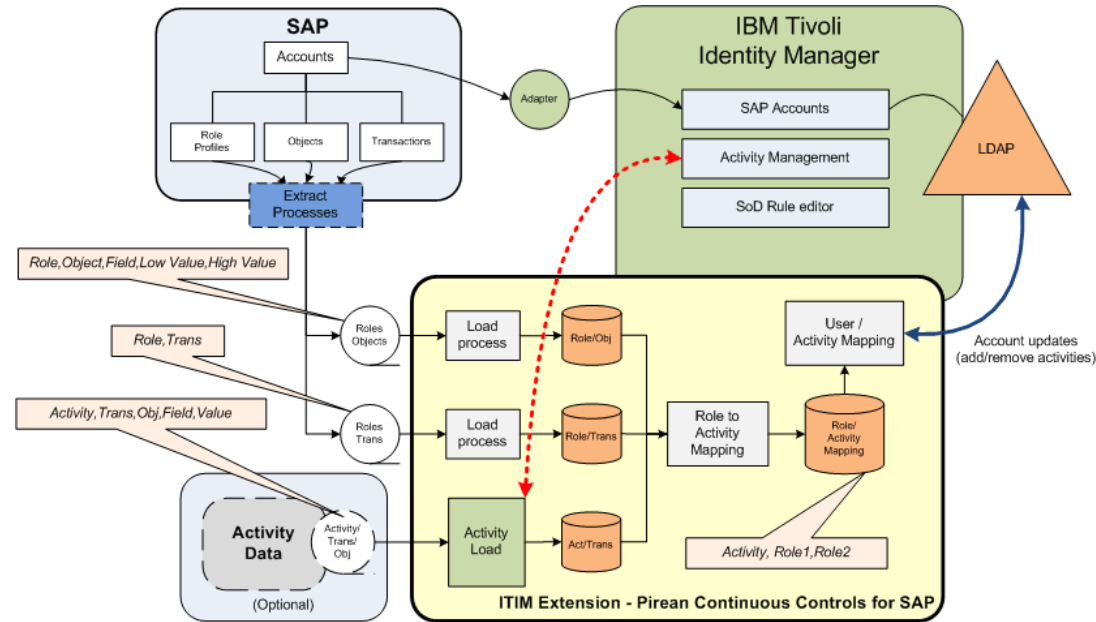 SAP
Accounts
Role
Profiles
Objects
Transactions
Extract
Processes
Adapter
IBM Tivoli
Identity Manager
SAP Accounts
Activity Management
SoD Rule editor
LDAP
Role,Object,Field,Low Value,High Value
Role,Trans
Activity,Trans,Obj,Field,Value
Roles
Objects
Load
process
Role/Obj
User /
Activity Mapping
Account updates
(add/remove activities)
Roles
Trans
Load
process
Role/Trans
Role to
Activity
Mapping
Role/
Activity
Mapping
Activity
Data
(Optional)
Activity/
Trans/
Obj
Activity
Load
Act/Trans
Activity, Role1,Role2
ITIM Extension - Pirean Continuous Controls for SAP